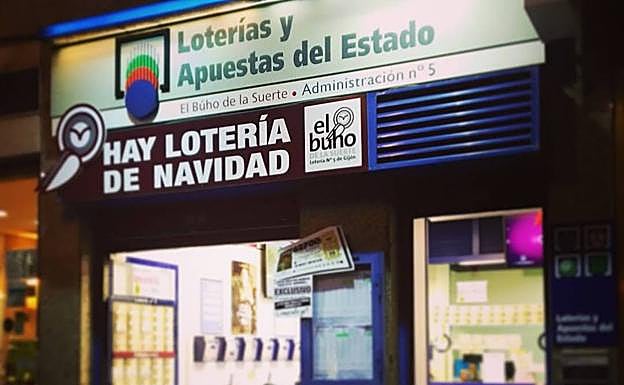 Loterías y
Apuestas del Estado
El Búho de la Suerte • Administración nº 5
HAY LOTERÍA
DE NAVIDAD
el
búho
DE LA SUERTE
Lotería Nº 5 de Gijón
EXCLUSIVO
Loterías y
Apuestas del
Estado